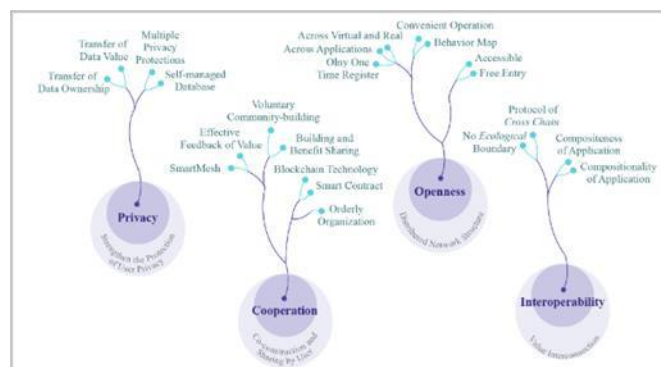 Transfer of
Data Value
Multiple
Privacy
Protections
Transfer of
Data Ownership
Self-managed
Database
Privacy
Strengthen the Protection
of User Privacy
Voluntary
Community-building
Effective
Feedback of Value
Building and
Benefit Sharing
SmartMesh
Blockchain Technology
Smart Contract
Orderly
Organization
Cooperation
Co-construction and
Sharing by User
Convenient Operation
Across Virtual and Real
Behavior Map
Across Applications
Olny One
Time Register
Accessible
Free Entry
Openness
Distributed Network Structure
Protocol of
Cross Chain
No Ecological
Boundary
Compositeness
of Application
Compositionality
of Application
Interoperability
Value Interconnection